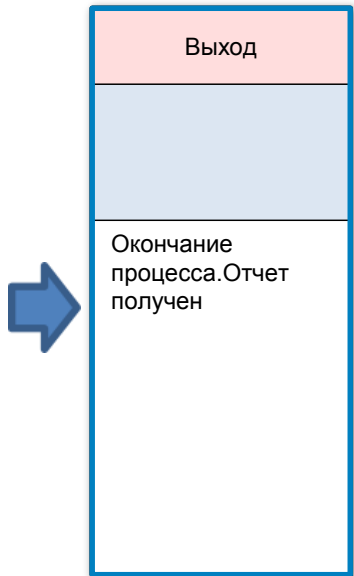 Выход
Окончание
процесса.Отчет
получен